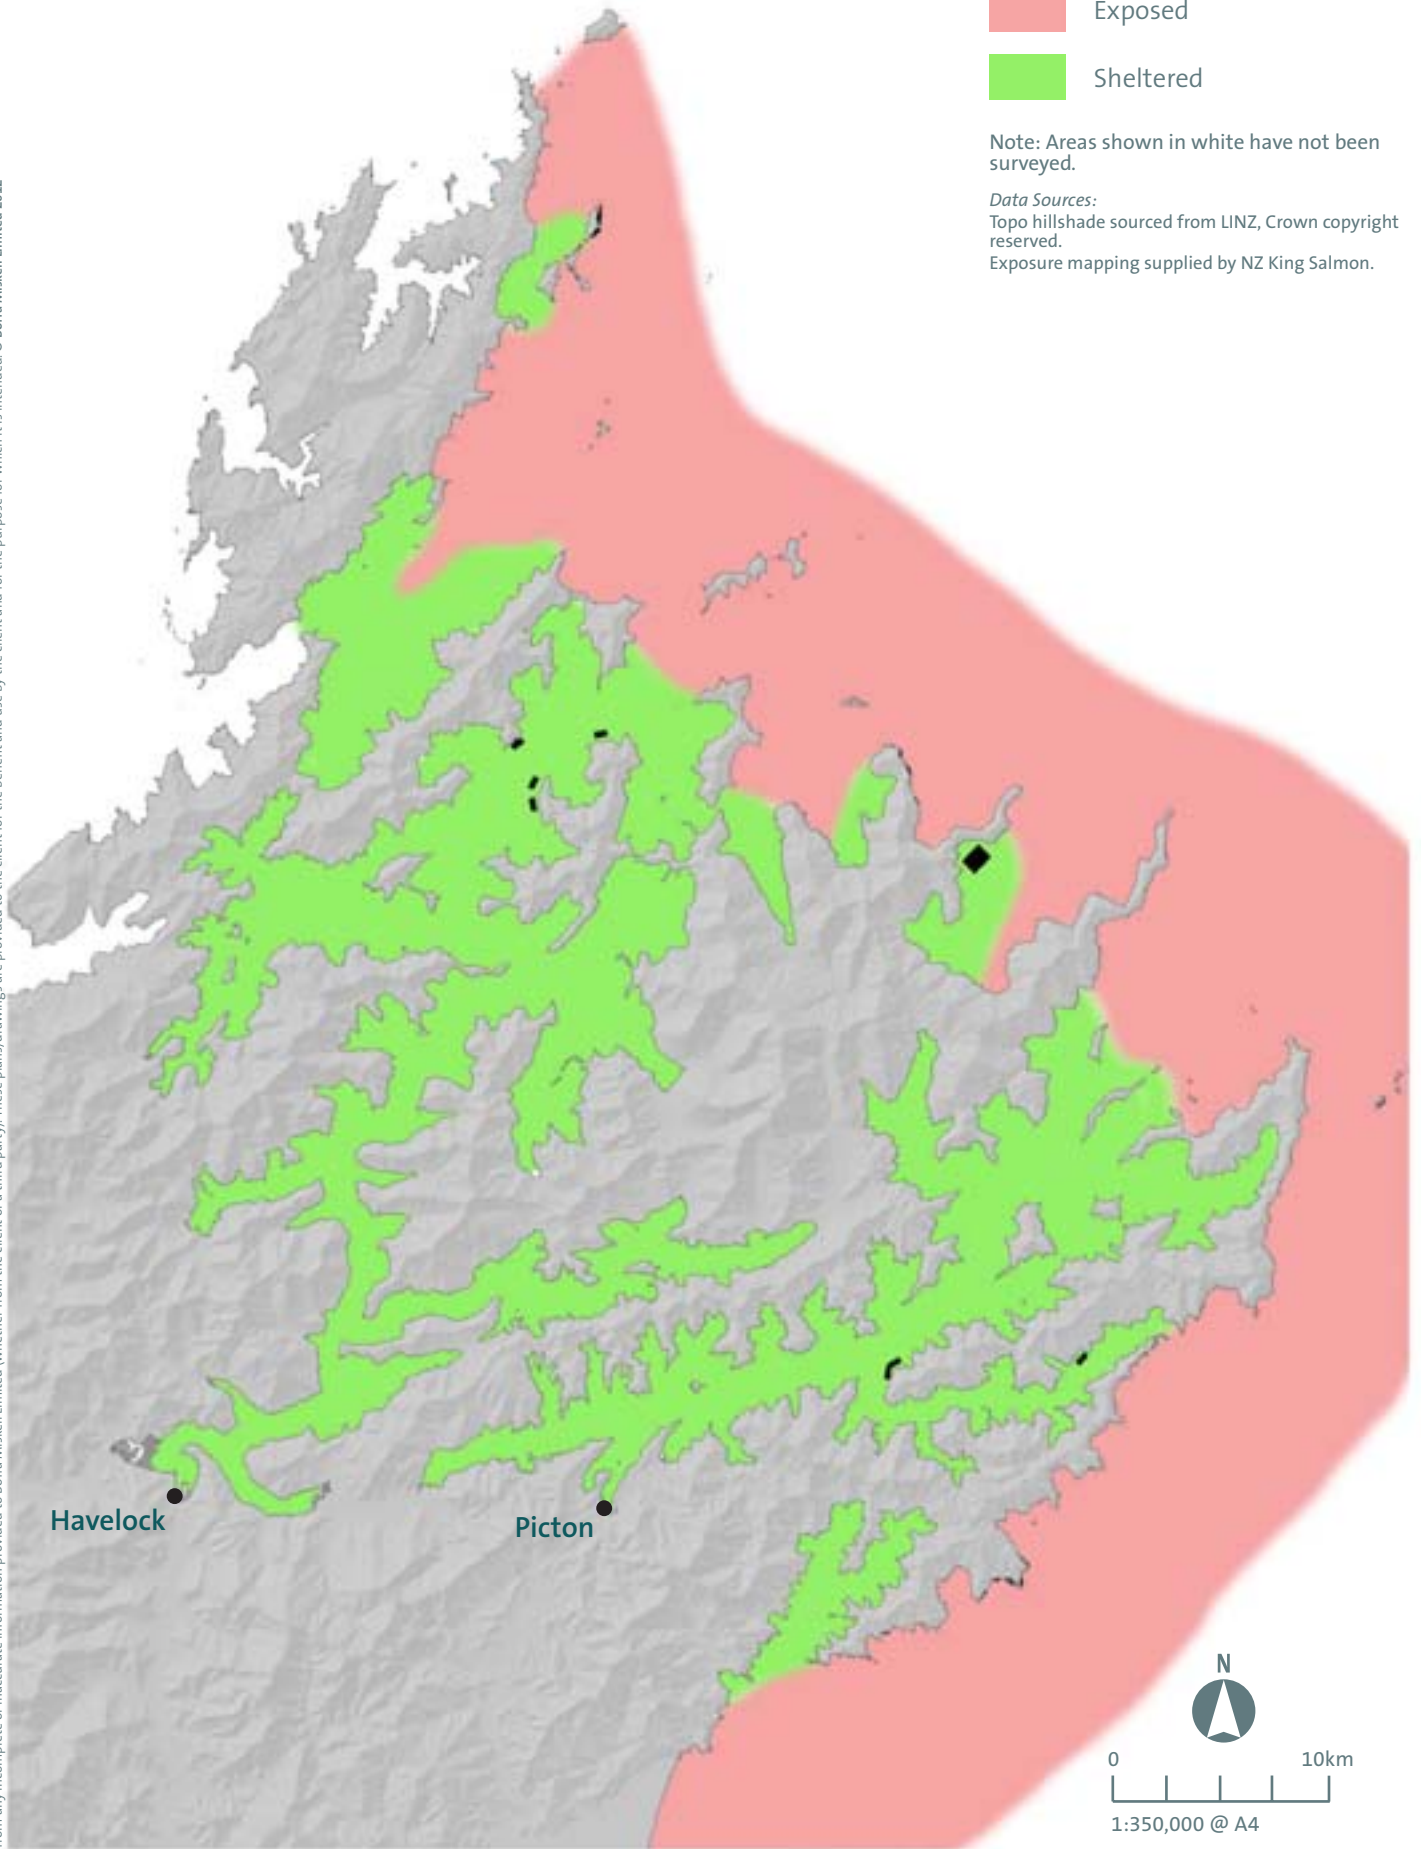 Exposed
Sheltered
Note: Areas shown in white have not been
surveyed.
Data Sources:
Topo hillshade sourced from LINZ, Crown copyright
reserved.
Exposure mapping supplied by NZ King Salmon.
Havelock
Picton
N
0 10km
1:350,000 @ A4